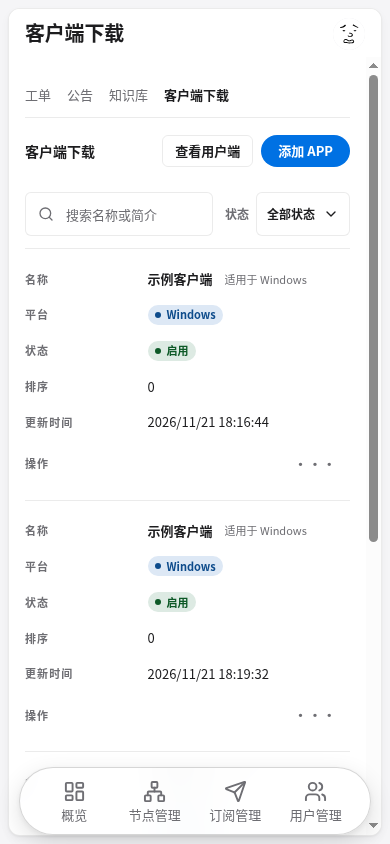 客户端下载
工单 公告 知识库 客户端下载
客户端下载 查看用户端 添加 APP
搜索名称或简介 状态 全部状态
名称 示例客户端 适用于 Windows
平台 Windows
状态 启用
排序 0
更新时间 2026/11/21 18:16:44
操作
名称 示例客户端 适用于 Windows
平台 Windows
状态 启用
排序 0
更新时间 2026/11/21 18:19:32
操作
概览 节点管理 订阅管理 用户管理